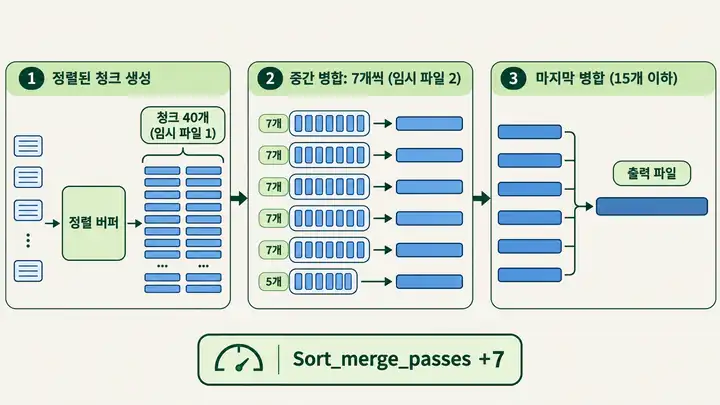 1 정렬된 청크 생성
청크 40개
(임시 파일 1)
정렬 버퍼
2 중간 병합: 7개씩 (임시 파일 2)
7개
7개
7개
7개
7개
5개
3 마지막 병합 (15개 이하)
출력 파일
Sort_merge_passes +7